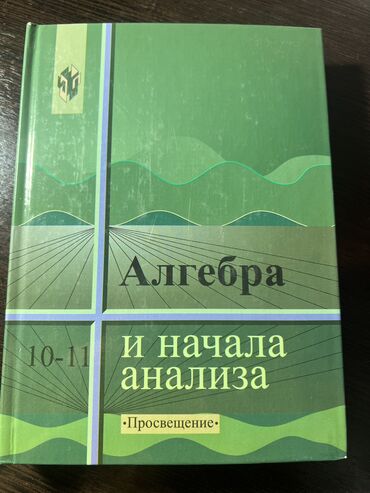 Алгебра
10-11
и начала
анализа
·Просвещение·